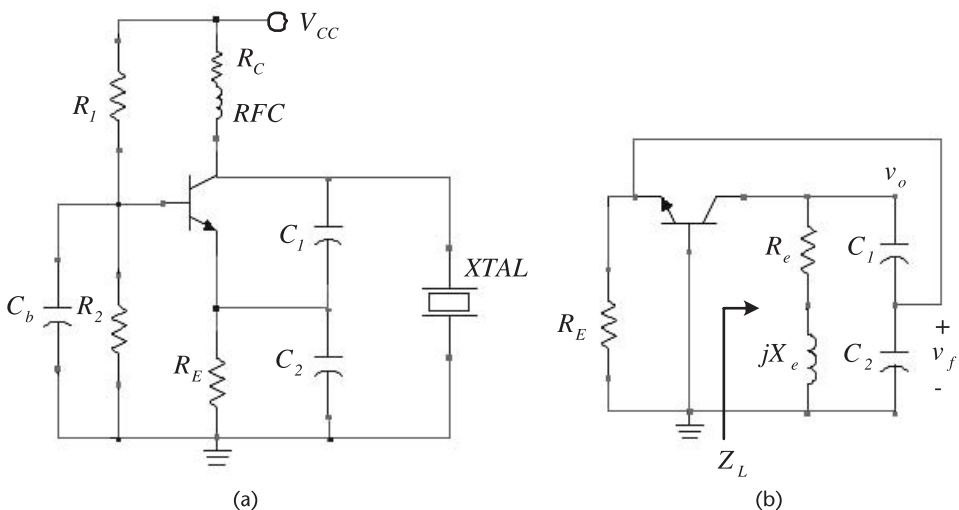 V_CC
R_C
R_1
RFC
C_1
XTAL
C_b
R_2
R_E
C_2
(a)
v_o
R_e
C_1
R_E
jX_e
C_2
+
v_f
-
Z_L
(b)